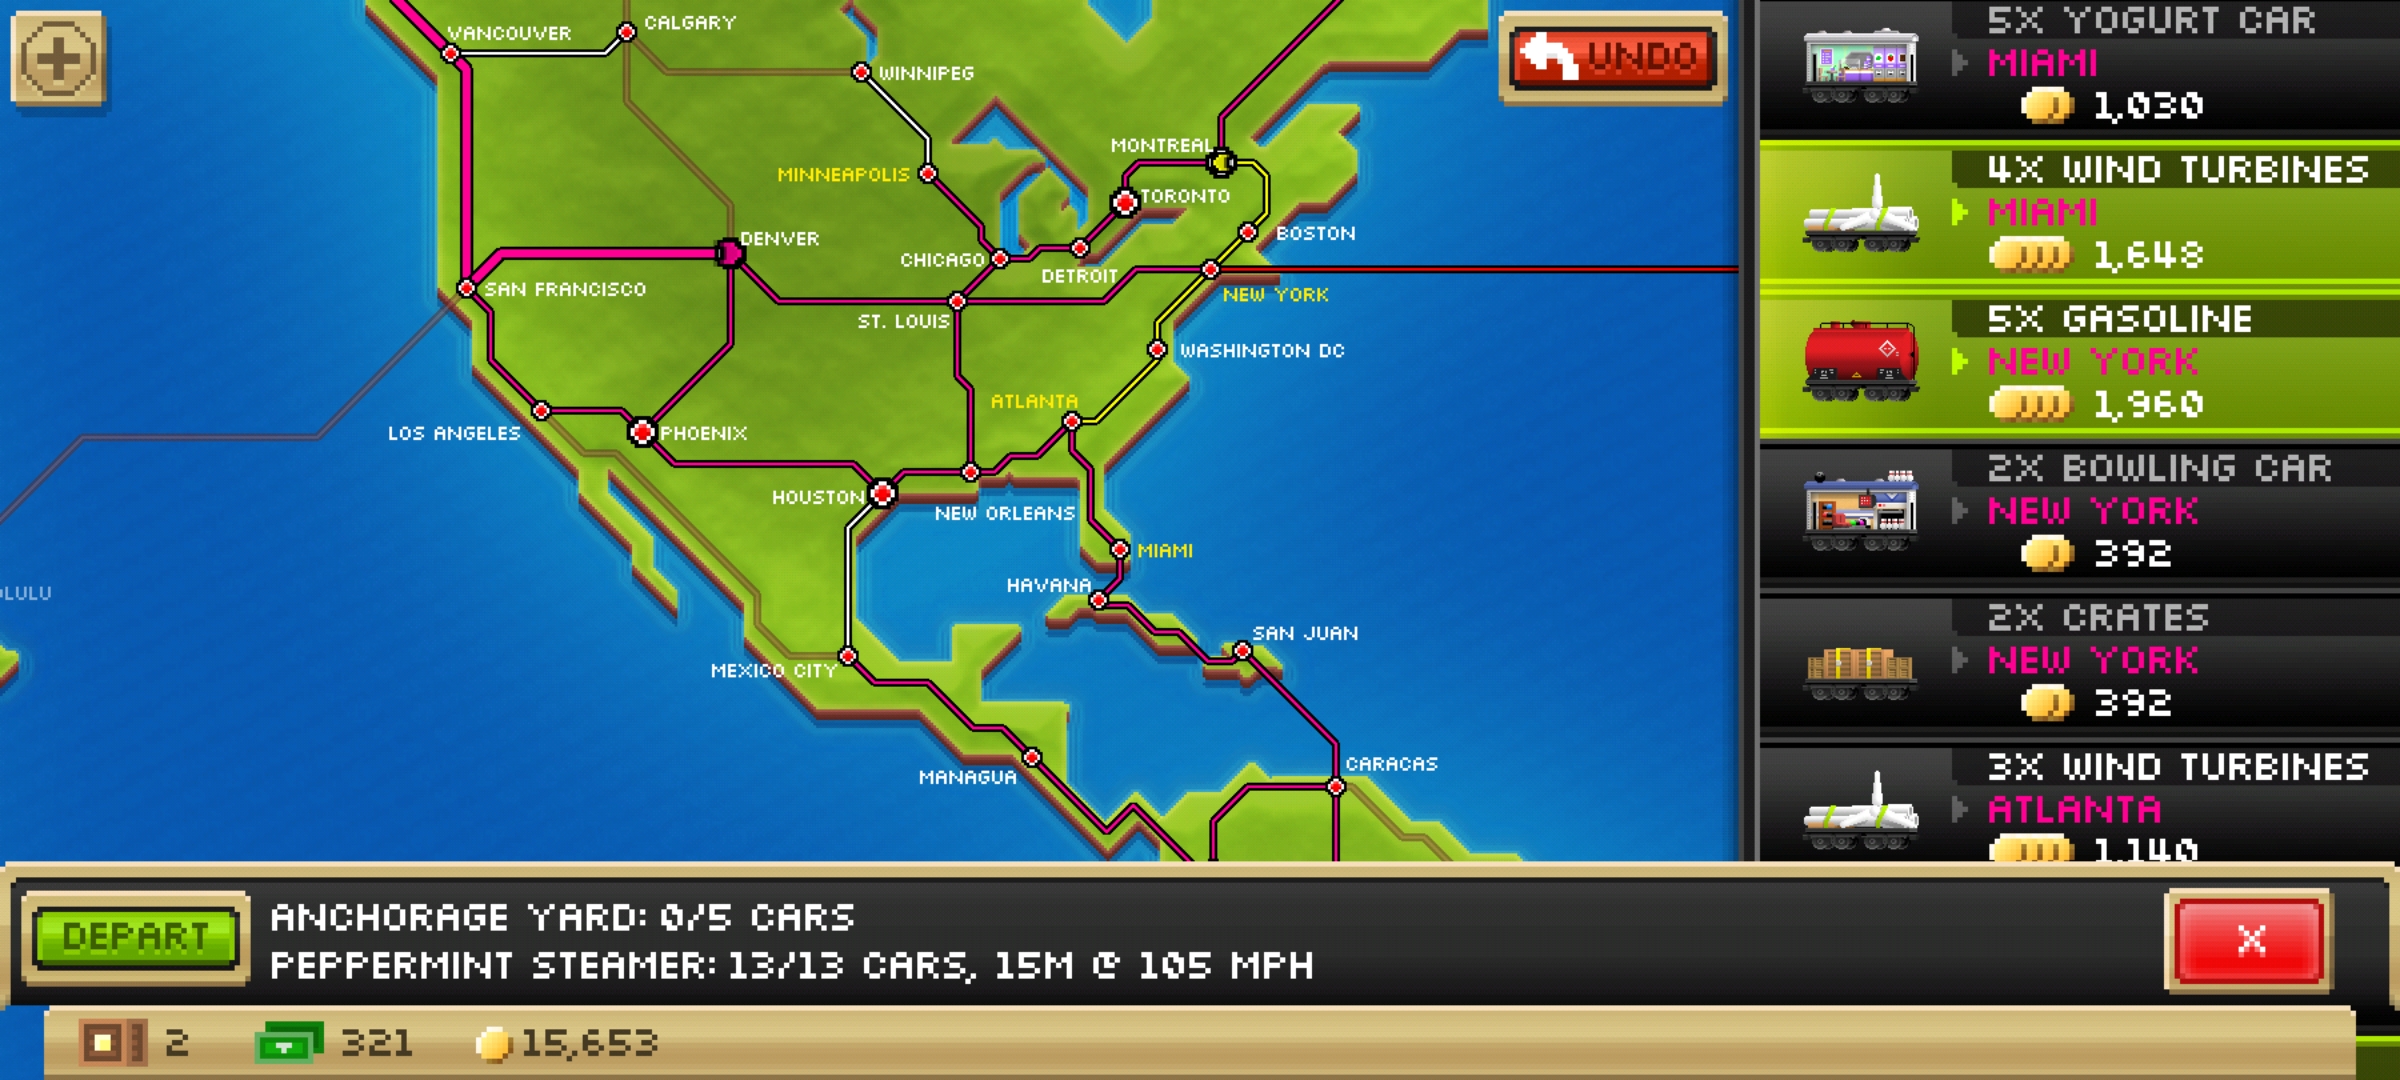 CALGARY
VANCOUVER
UNDO
WINNIPEG
MONTREAL
MINNEAPOLIS
TORONTO
DENVER
BOSTON
CHICAGO
DETROIT
SAN FRANCISCO
NEW YORK
ST. LOUIS
WASHINGTON DC
ATLANTA
LOS ANGELES
PHOENIX
HOUSTON
NEW ORLEANS
MIAMI
HAVANA
OLULU
SAN JUAN
MEXICO CITY
CARACAS
MANAGUA
5X YOGURT CAR
MIAMI
1,030
4X WIND TURBINES
MIAMI
1,648
5X GASOLINE
NEW YORK
1,960
2X BOWLING CAR
NEW YORK
392
2X CRATES
NEW YORK
392
3X WIND TURBINES
ATLANTA
1,140
DEPART
ANCHORAGE YARD: 0/5 CARS
PEPPERMINT STEAMER: 13/13 CARS, 15M @ 105 MPH
X
2
321
15,653